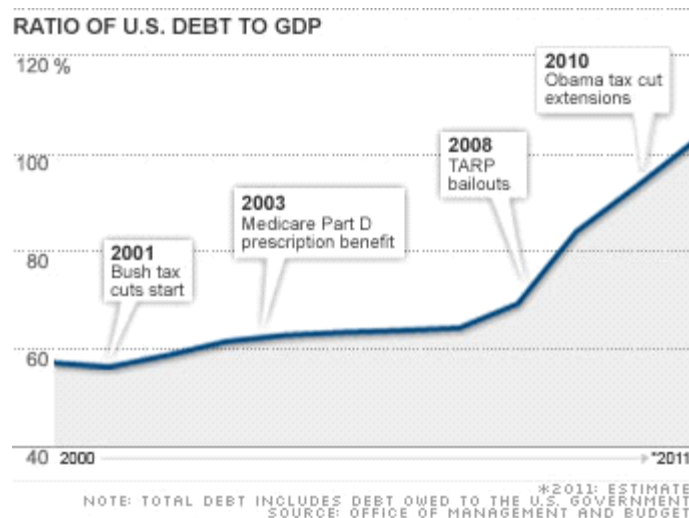 RATIO OF U.S. DEBT TO GDP
120 %
2010
Obama tax cut
extensions
100
2008
TARP
bailouts
2003
Medicare Part D
prescription benefit
80
2001
Bush tax
cuts start
60
40
2000
*2011
*2011: ESTIMATE
NOTE: TOTAL DEBT INCLUDES DEBT OWED TO THE U.S. GOVERNMENT
SOURCE: OFFICE OF MANAGEMENT AND BUDGET